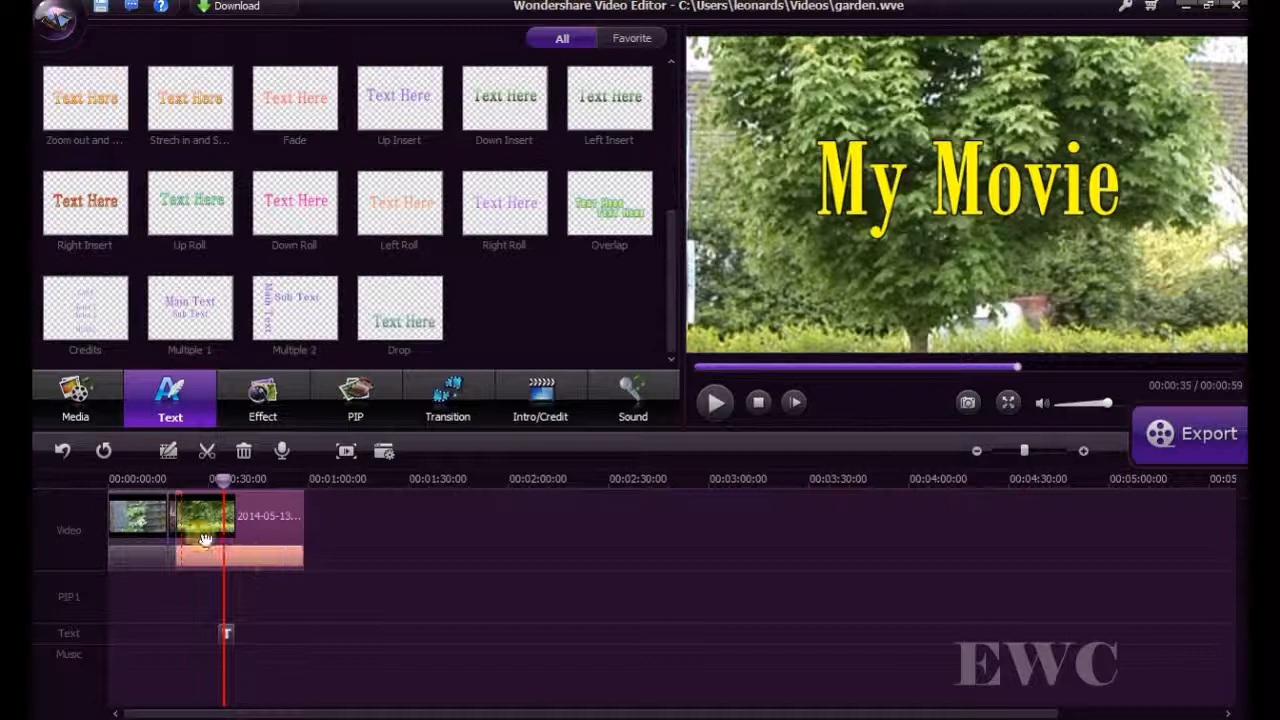 Download
Wondershare Video Editor - C:\Users\leonards\Videos\garden.wve
All
Favorite
Text Here
Text Here
Text Here
Text Here
Text Here
Text Here
Zoom out and ...
Strech in and S...
Fade
Up Insert
Down Insert
Left Insert
Text Here
Text Here
Text Here
Text Here
Text Here
Text Here
Text Here
Right Insert
Up Roll
Down Roll
Left Roll
Right Roll
Overlap
Main Text
Sub Text
Main Text
Sub Text
Text Here
Credits
Multiple 1
Multiple 2
Drop
My Movie
00:00:35 / 00:00:59
Media
Text
Effect
PIP
Transition
Intro/Credit
Sound
Export
00:00:00:00
00:01:00:00
00:01:30:00
00:02:00:00
00:02:30:00
00:03:00:00
00:03:30:00
00:04:00:00
00:04:30:00
00:05:00:00
Video
2014-05-13...
PIP1
Text
T
Music
EWC